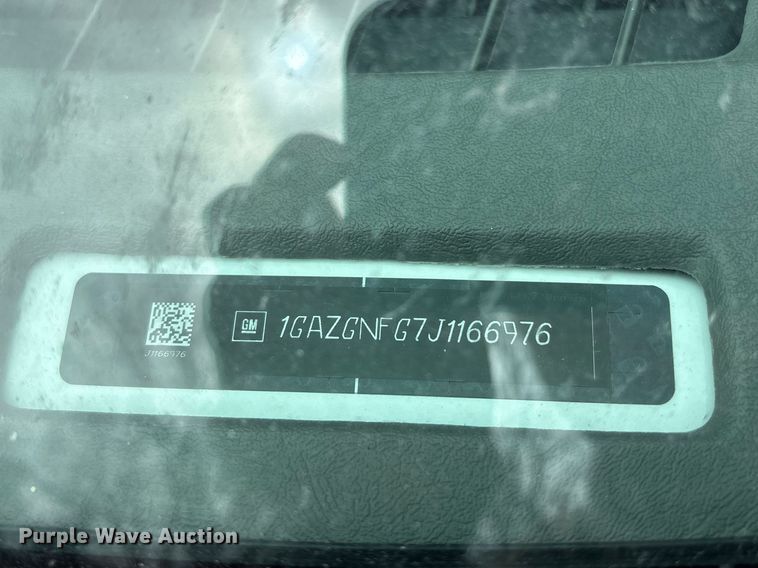 GM 1GAZGNFG7J1166976
J1166976
Purple Wave Auction®